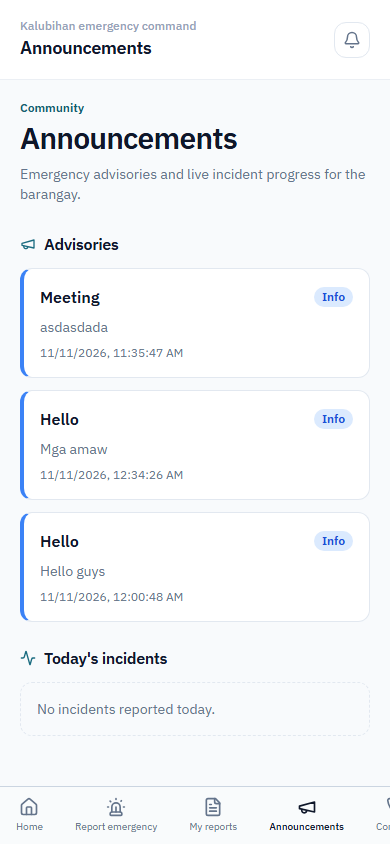 Kalubihan emergency command
Announcements
Community
Announcements
Emergency advisories and live incident progress for the
barangay.
Advisories
Meeting
Info
asdasdada
11/11/2026, 11:35:47 AM
Hello
Info
Mga amaw
11/11/2026, 12:34:26 AM
Hello
Info
Hello guys
11/11/2026, 12:00:48 AM
Today's incidents
No incidents reported today.
Home
Report emergency
My reports
Announcements